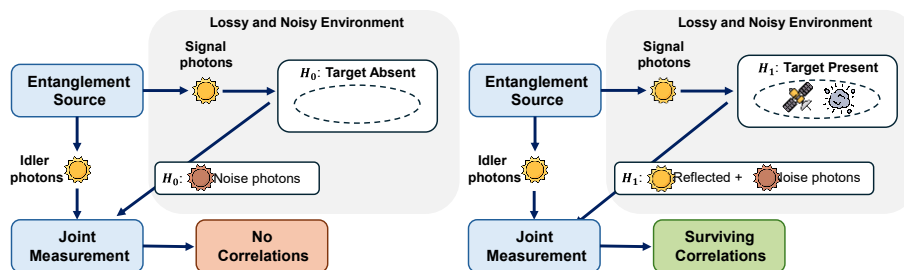 Lossy and Noisy Environment
Signal
photons
H₀: Target Absent
Entanglement
Source
Idler
photons
H₀: Noise photons
Joint
Measurement
No
Correlations
Lossy and Noisy Environment
Signal
photons
H₁: Target Present
Entanglement
Source
Idler
photons
H₁: Reflected + Noise photons
Joint
Measurement
Surviving
Correlations